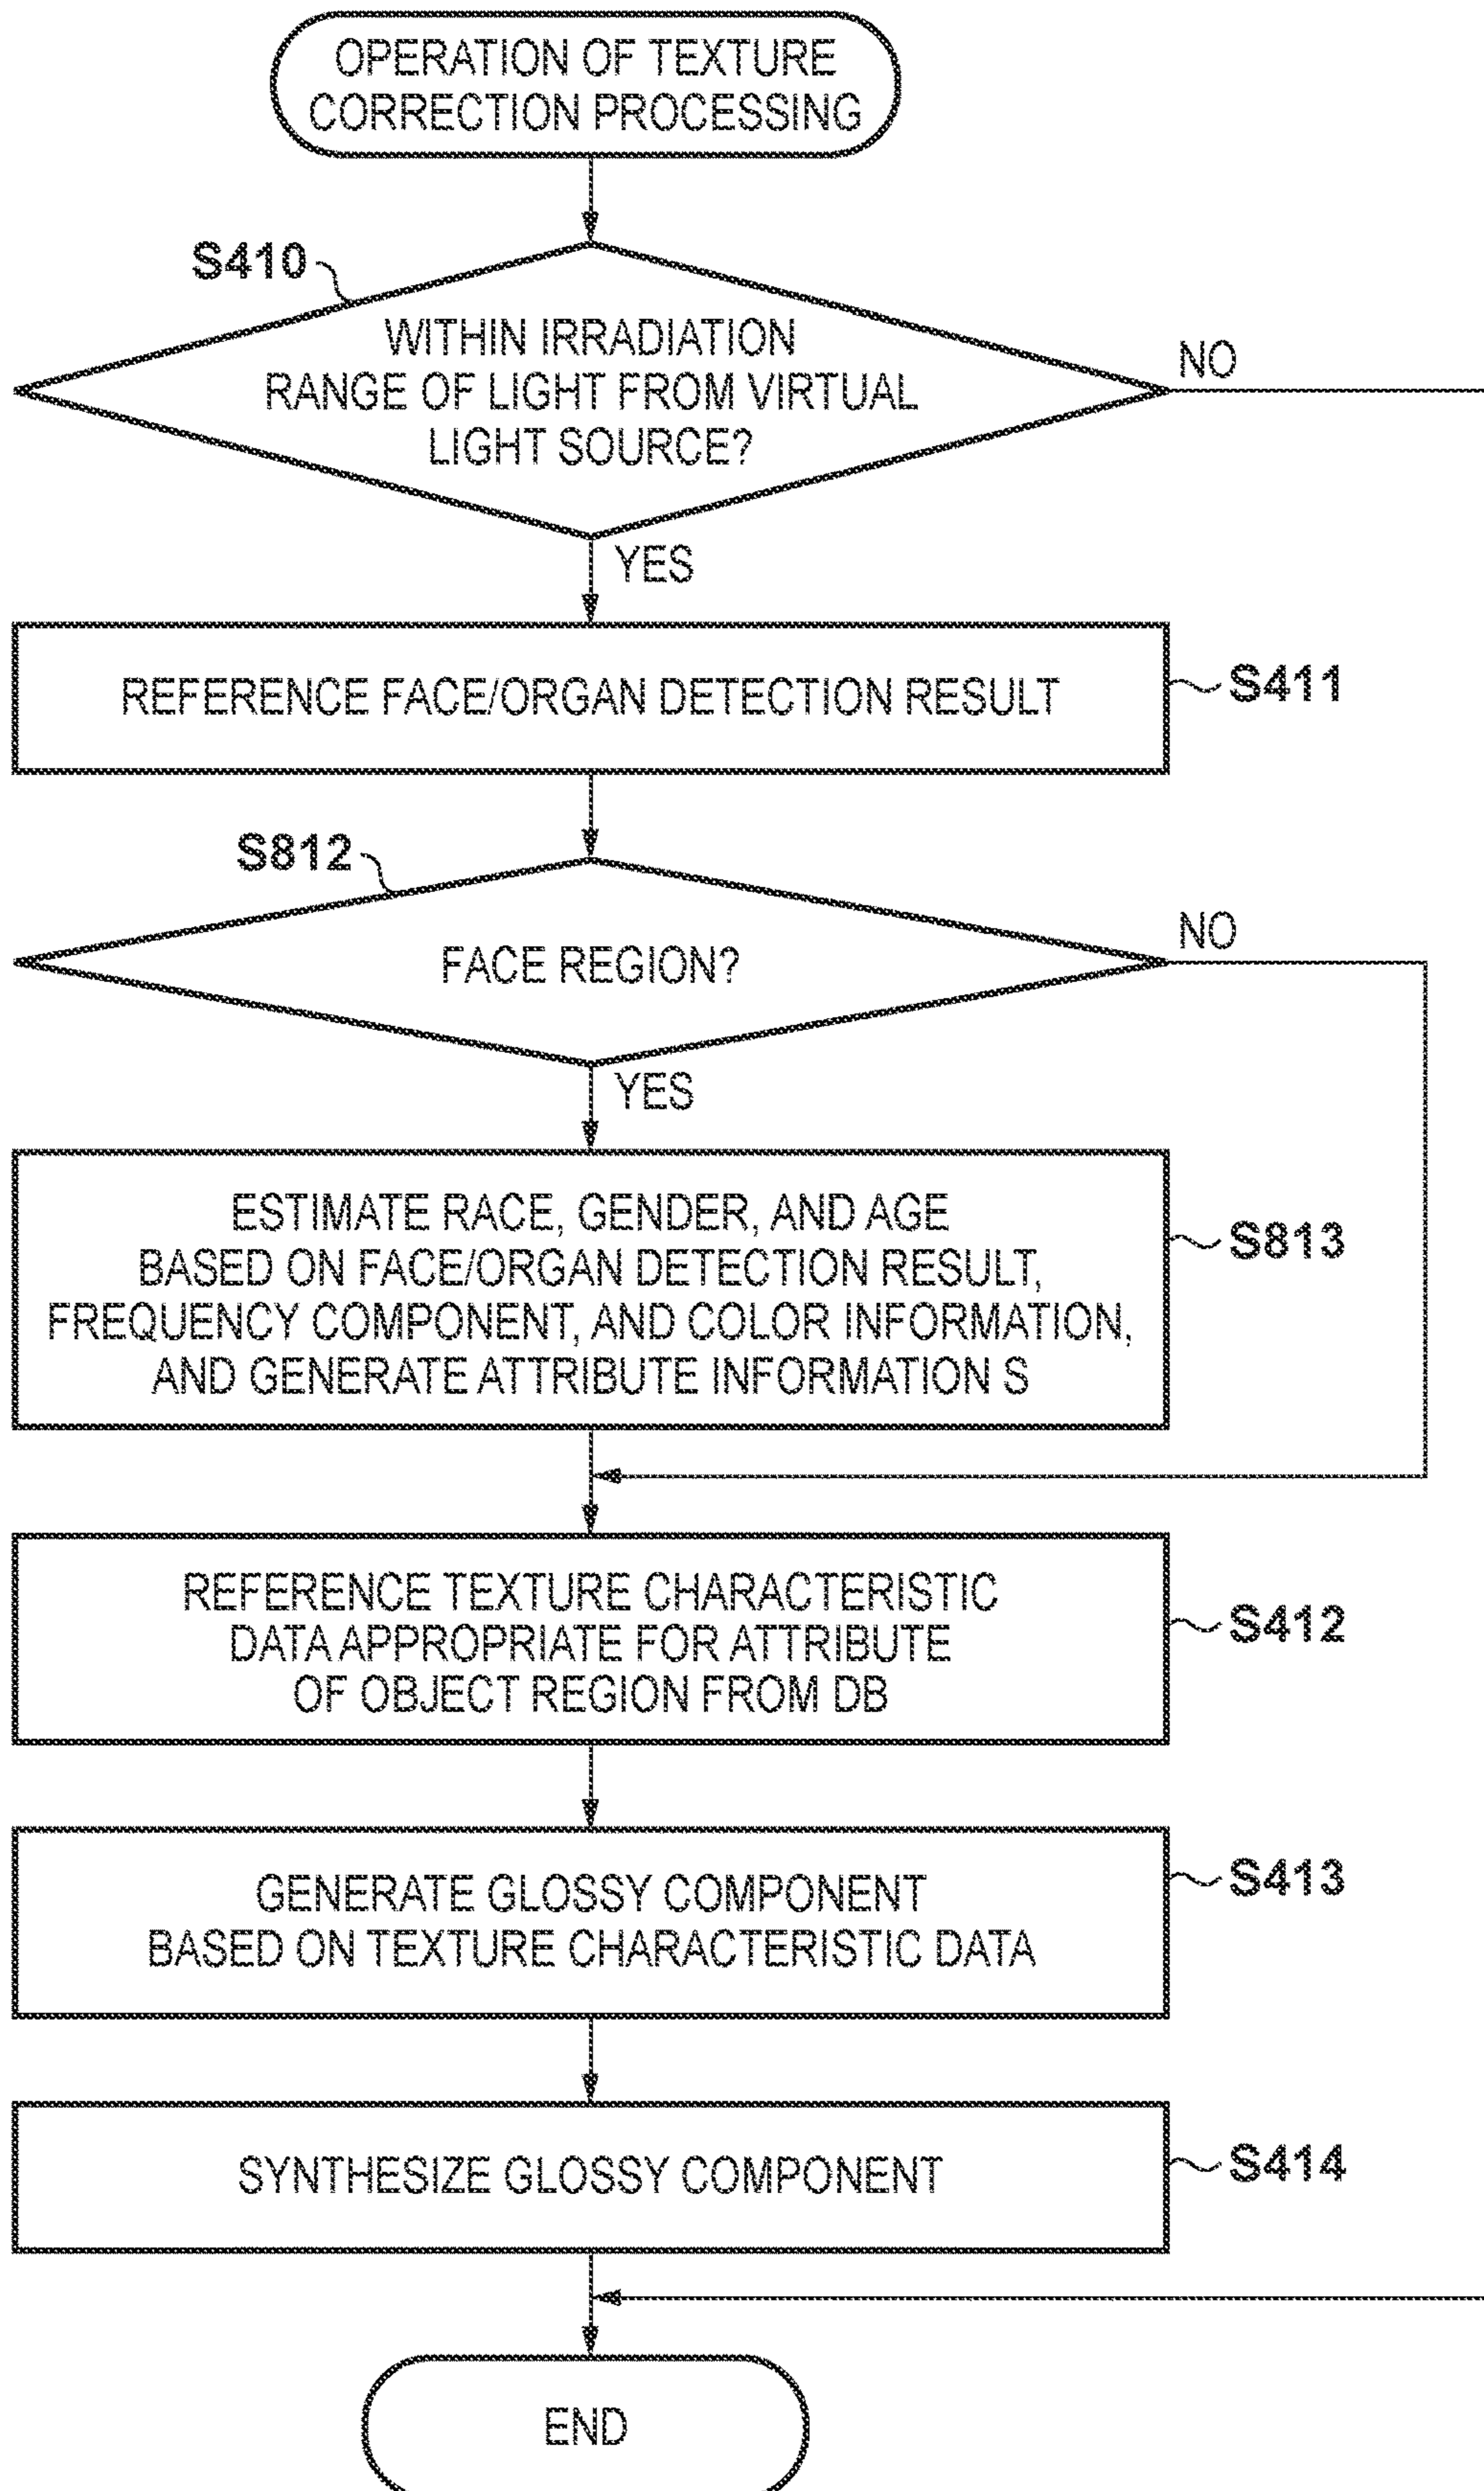 OPERATION OF TEXTURE
CORRECTION PROCESSING
S410
WITHIN IRRADIATION
RANGE OF LIGHT FROM VIRTUAL
LIGHT SOURCE?
NO
YES
REFERENCE FACE/ORGAN DETECTION RESULT
S411
S812
FACE REGION?
NO
YES
ESTIMATE RACE, GENDER, AND AGE
BASED ON FACE/ORGAN DETECTION RESULT,
FREQUENCY COMPONENT, AND COLOR INFORMATION,
AND GENERATE ATTRIBUTE INFORMATION S
S813
REFERENCE TEXTURE CHARACTERISTIC
DATA APPROPRIATE FOR ATTRIBUTE
OF OBJECT REGION FROM DB
S412
GENERATE GLOSSY COMPONENT
BASED ON TEXTURE CHARACTERISTIC DATA
S413
SYNTHESIZE GLOSSY COMPONENT
S414
END